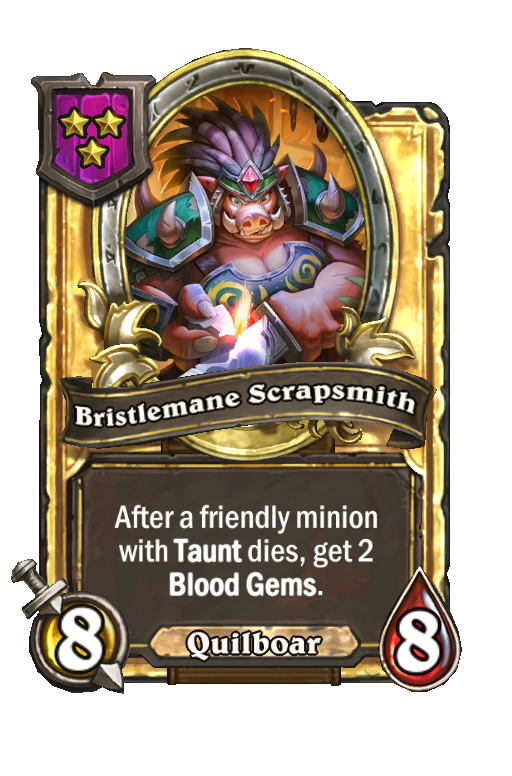 Bristlemane Scrapsmith
After a friendly minion
with Taunt dies, get 2
Blood Gems.
8
Quilboar
8